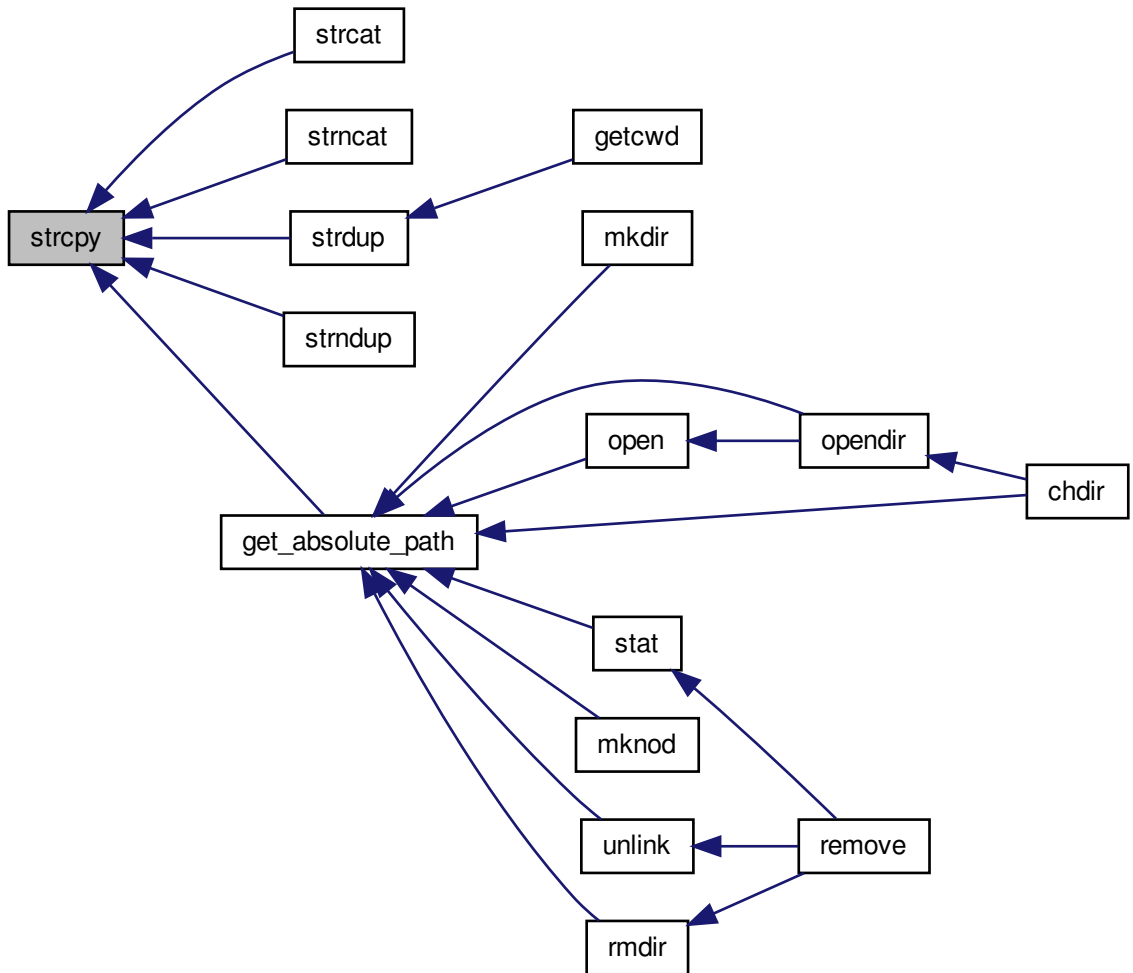 strcat
strncat
getcwd
strcpy
strdup
mkdir
strndup
open
opendir
chdir
get_absolute_path
stat
mknod
unlink
remove
rmdir